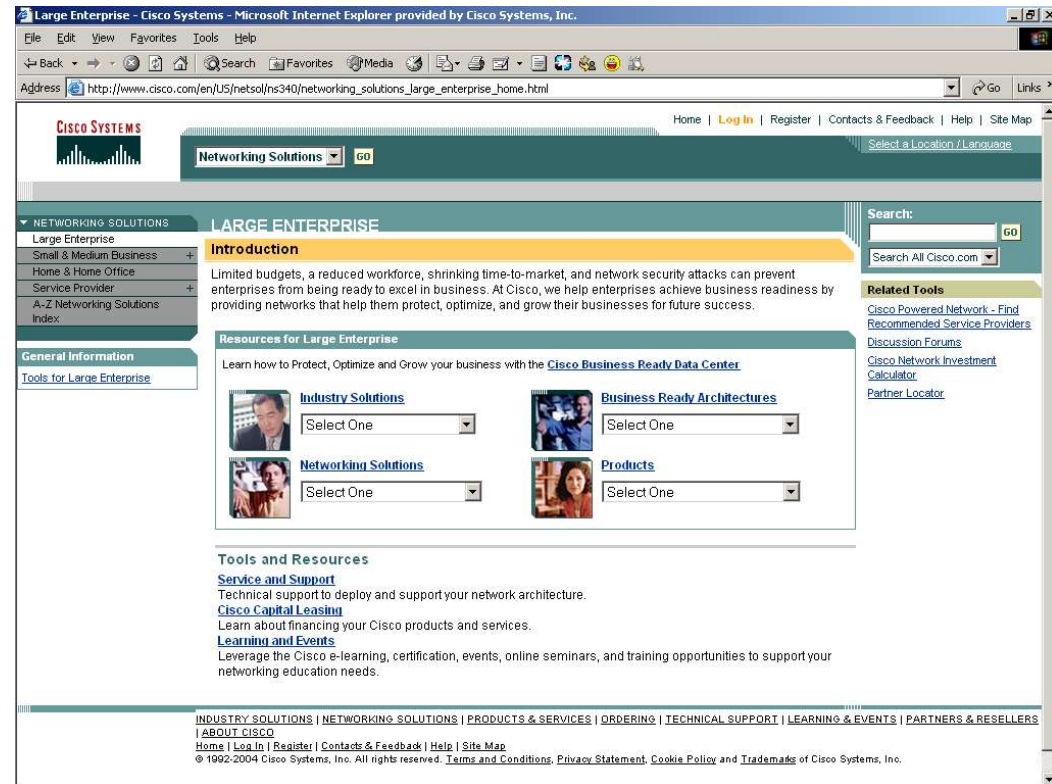 Large Enterprise - Cisco Systems - Microsoft Internet Explorer provided by Cisco Systems, Inc.
File Edit View Favorites Tools Help
Back Search Favorites Media
Address http://www.cisco.com/en/US/netsol/ns340/networking_solutions_large_enterprise_home.html Go Links
CISCO SYSTEMS
Home | Log In | Register | Contacts & Feedback | Help | Site Map
Networking Solutions GO
Select a Location / Language
NETWORKING SOLUTIONS
Large Enterprise
Small & Medium Business +
Home & Home Office
Service Provider +
A-Z Networking Solutions
Index
General Information
Tools for Large Enterprise
LARGE ENTERPRISE
Introduction
Limited budgets, a reduced workforce, shrinking time-to-market, and network security attacks can prevent
enterprises from being ready to excel in business. At Cisco, we help enterprises achieve business readiness by
providing networks that help them protect, optimize, and grow their businesses for future success.
Resources for Large Enterprise
Learn how to Protect, Optimize and Grow your business with the Cisco Business Ready Data Center
Industry Solutions
Select One
Business Ready Architectures
Select One
Networking Solutions
Select One
Products
Select One
Tools and Resources
Service and Support
Technical support to deploy and support your network architecture.
Cisco Capital Leasing
Learn about financing your Cisco products and services.
Learning and Events
Leverage the Cisco e-learning, certification, events, online seminars, and training opportunities to support your
networking education needs.
Search:
GO
Search All Cisco.com
Related Tools
Cisco Powered Network - Find
Recommended Service Providers
Discussion Forums
Cisco Network Investment
Calculator
Partner Locator
INDUSTRY SOLUTIONS | NETWORKING SOLUTIONS | PRODUCTS & SERVICES | ORDERING | TECHNICAL SUPPORT | LEARNING & EVENTS | PARTNERS & RESELLERS
| ABOUT CISCO
Home | Log In | Register | Contacts & Feedback | Help | Site Map
© 1992-2004 Cisco Systems, Inc. All rights reserved. Terms and Conditions, Privacy Statement, Cookie Policy and Trademarks of Cisco Systems, Inc.